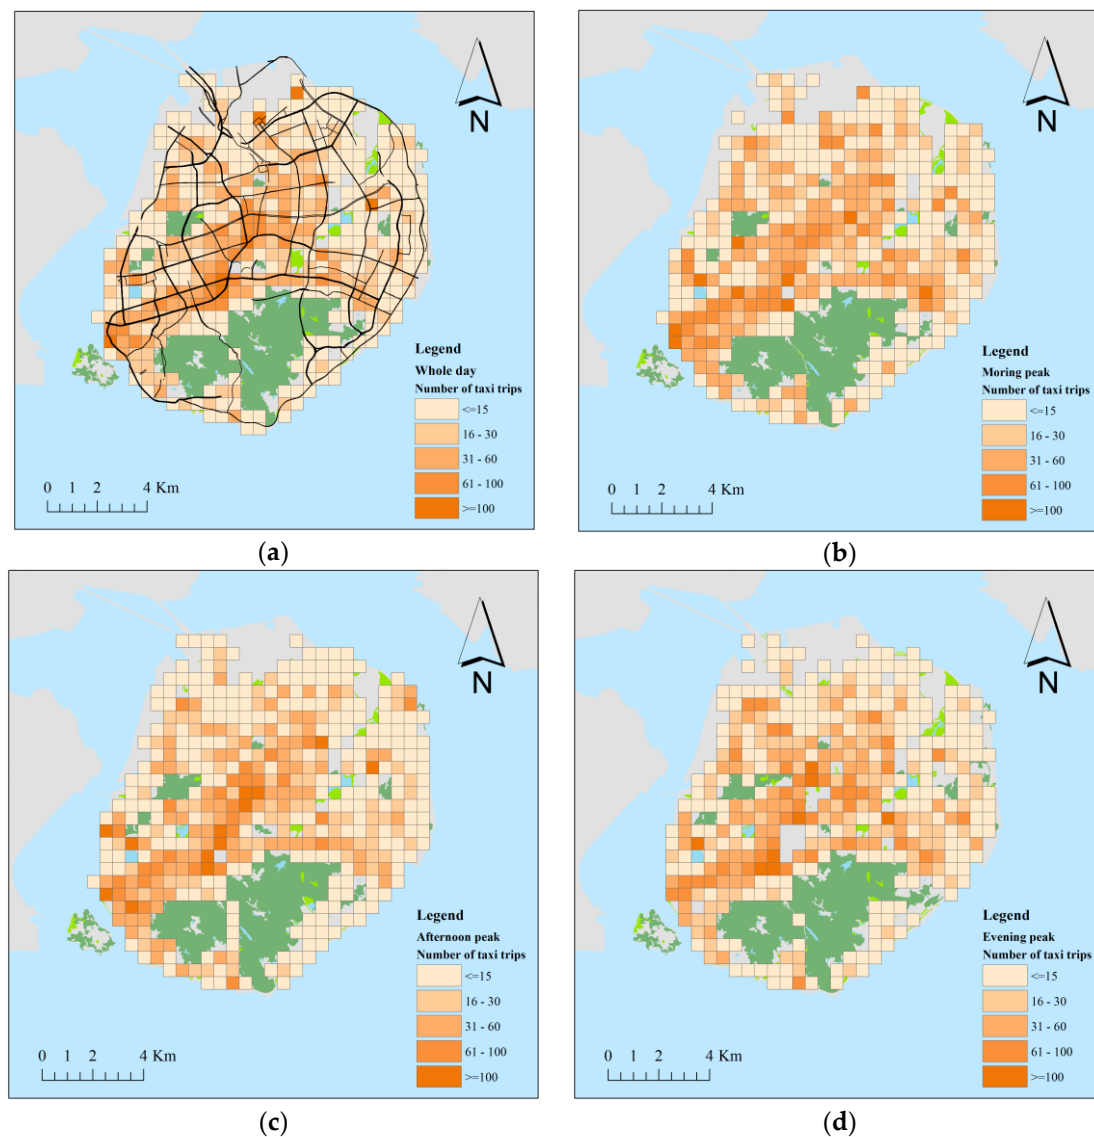 N
Legend
Whole day
Number of taxi trips
<=15
16 - 30
31 - 60
61 - 100
>=100
0 1 2 4 Km
(a)
N
Legend
Moring peak
Number of taxi trips
<=15
16 - 30
31 - 60
61 - 100
>=100
0 1 2 4 Km
(b)
N
Legend
Afternoon peak
Number of taxi trips
<=15
16 - 30
31 - 60
61 - 100
>=100
0 1 2 4 Km
(c)
N
Legend
Evening peak
Number of taxi trips
<=15
16 - 30
31 - 60
61 - 100
>=100
0 1 2 4 Km
(d)